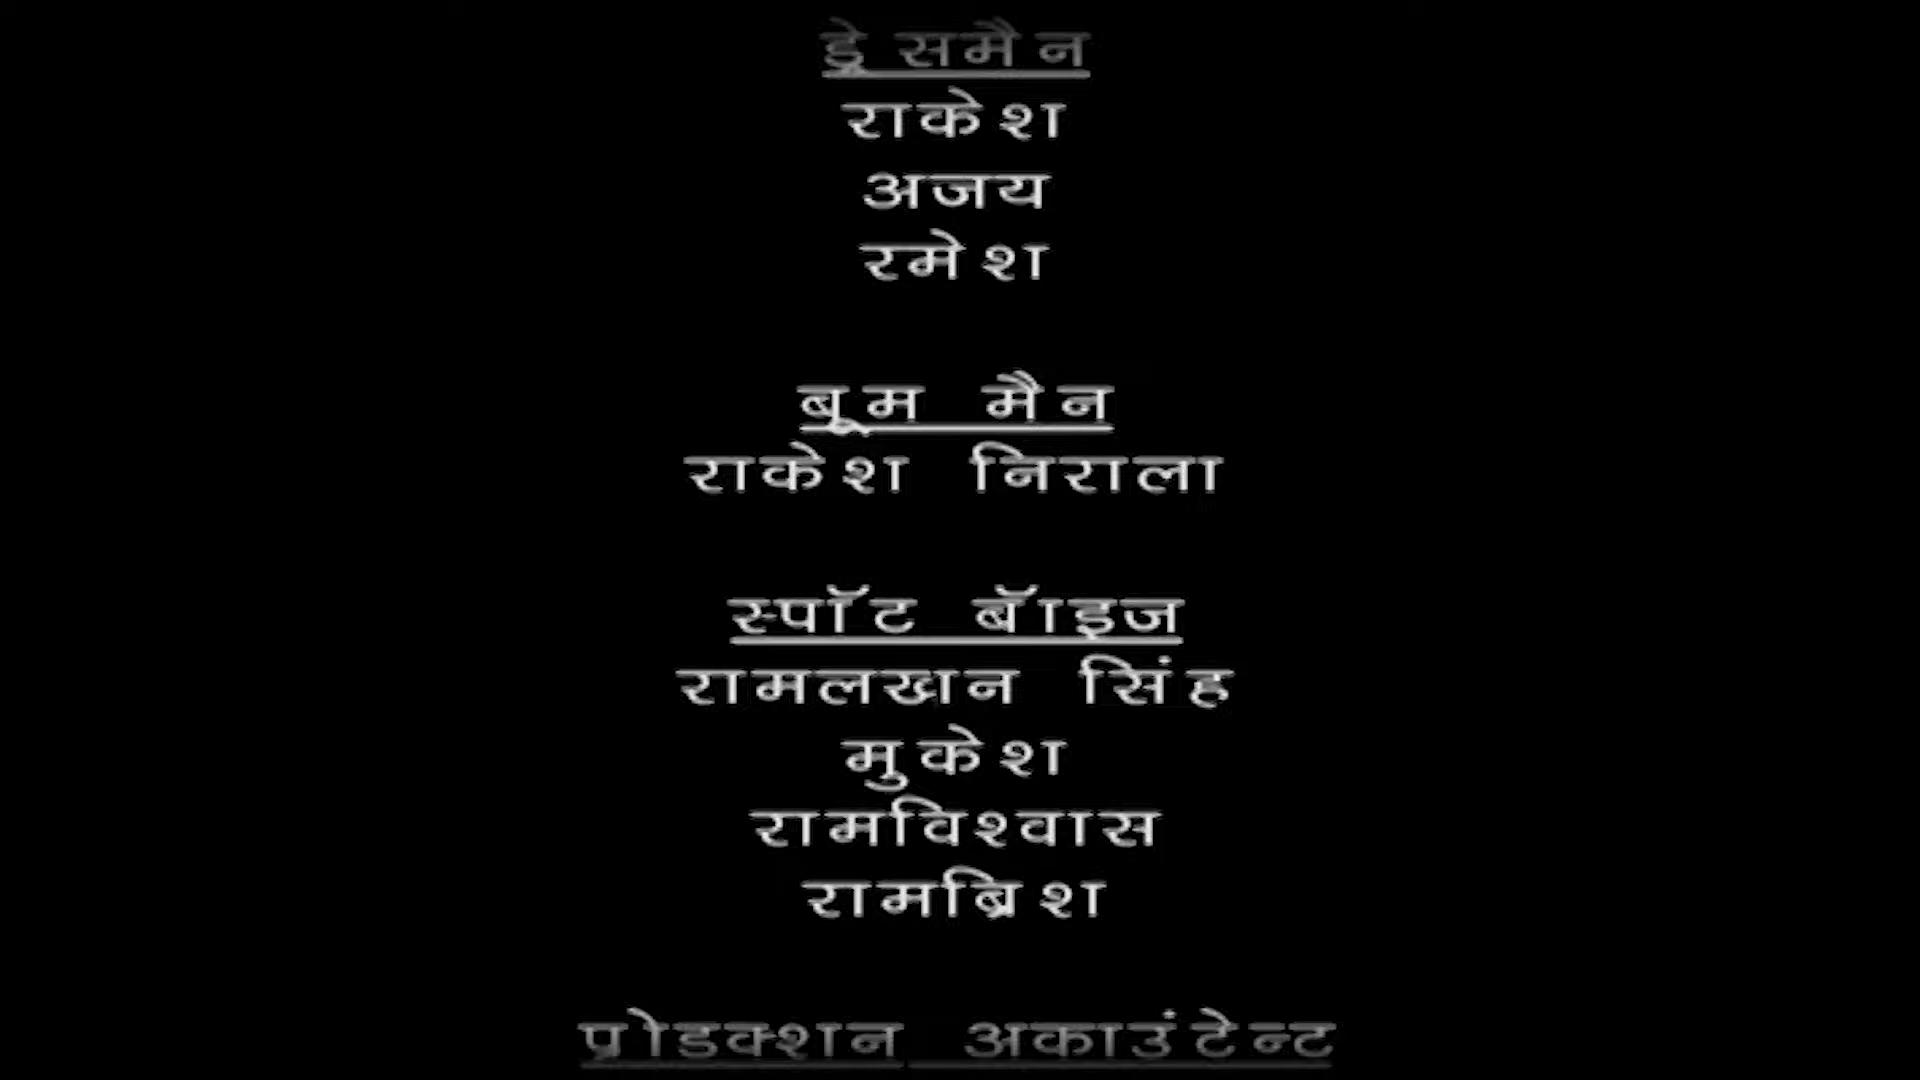 ड्रेसमैन
राकेश
अजय
रमेश
बूम मैन
राकेश निराला
स्पॉट बॅाइज
रामलखन सिंह
मुकेश
रामविश्वास
रामब्रिश
प्रोडक्शन अकाउंटेन्ट